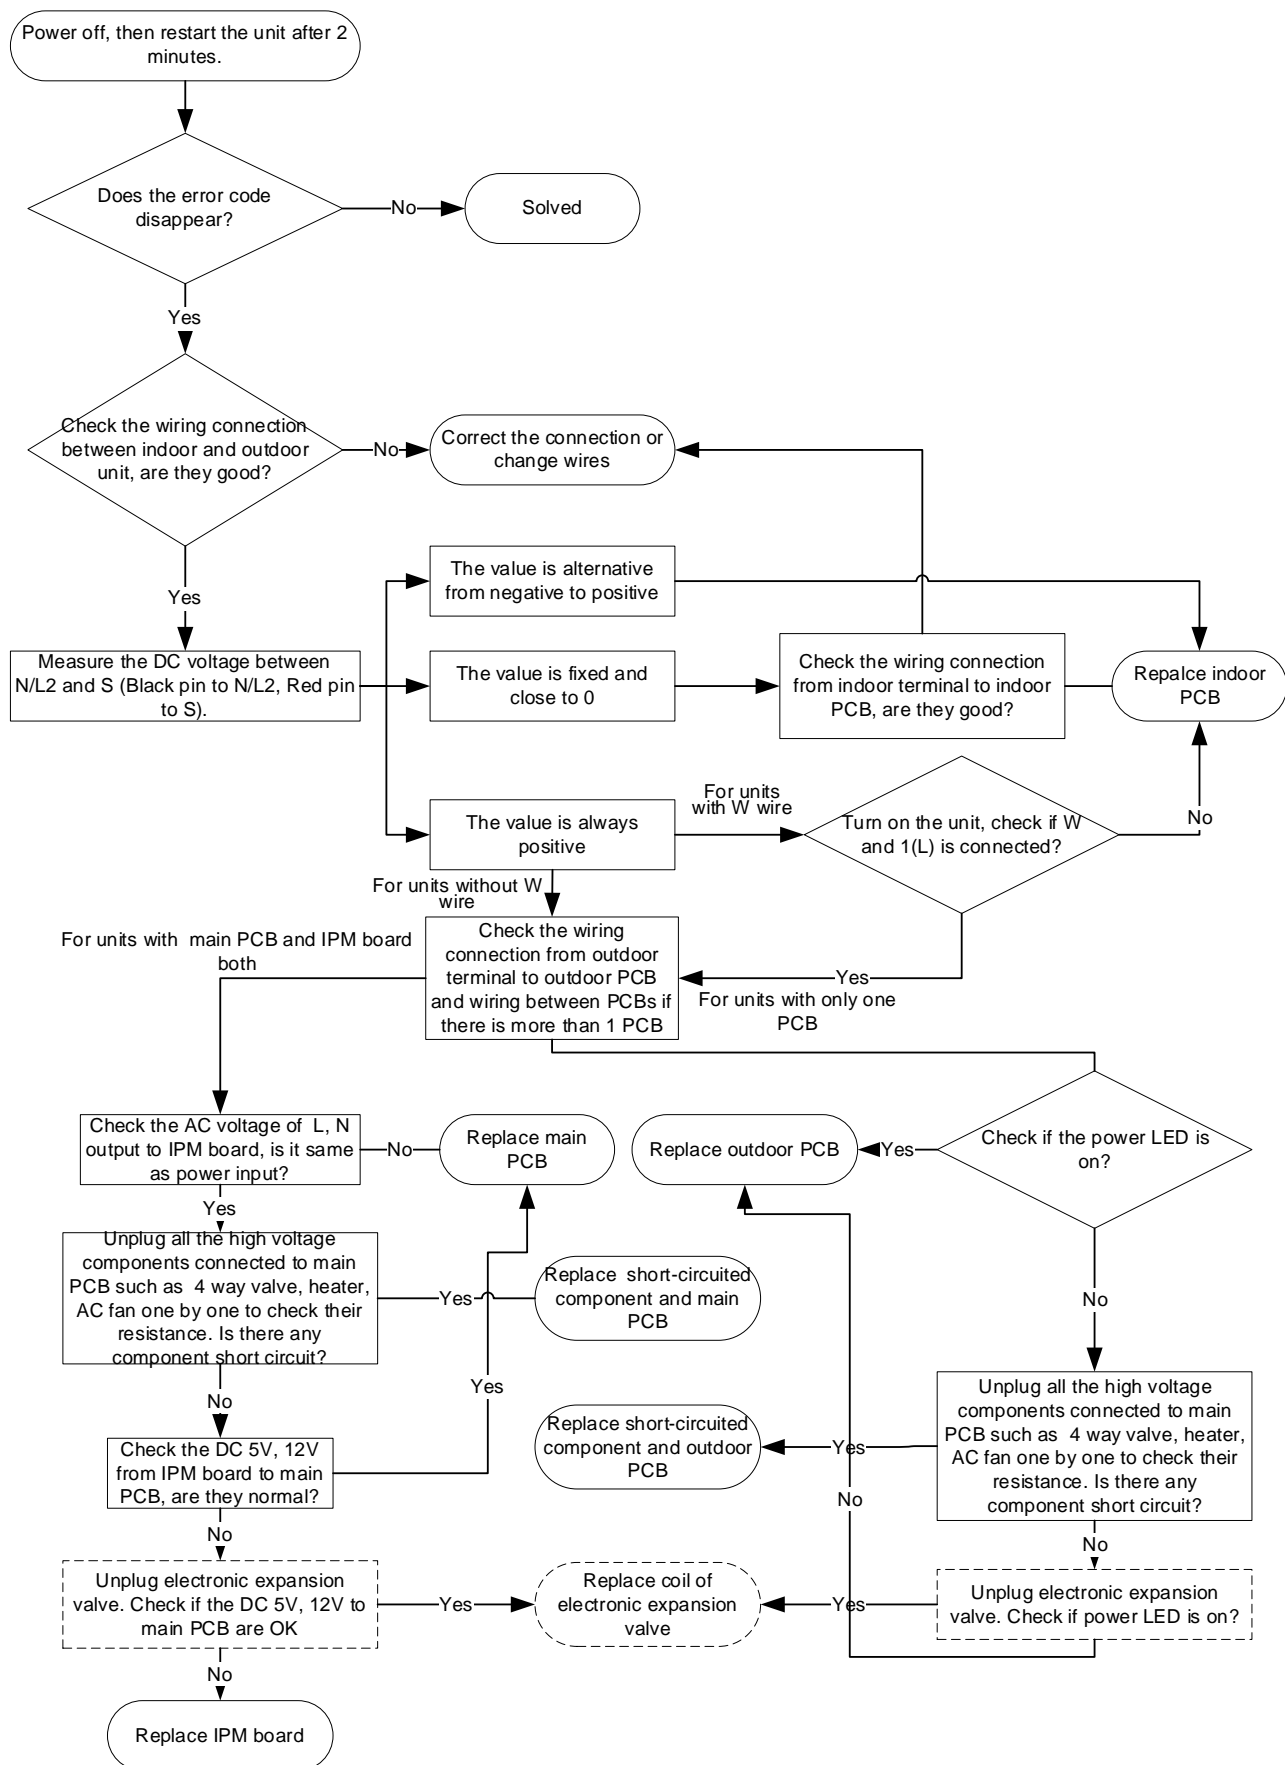 Power off, then restart the unit after 2
minutes.
Does the error code
disappear?
No
Solved
Yes
Check the wiring connection
between indoor and outdoor
unit, are they good?
No
Correct the connection or
change wires
Yes
The value is alternative
from negative to positive
Measure the DC voltage between
N/L2 and S (Black pin to N/L2, Red pin
to S).
The value is fixed and
close to 0
Check the wiring connection
from indoor terminal to indoor
PCB, are they good?
Repalce indoor
PCB
The value is always
positive
For units
with W wire
Turn on the unit, check if W
and 1(L) is connected?
No
For units without W
wire
Yes
For units with only one
PCB
For units with  main PCB and IPM board
both
Check the wiring
connection from outdoor
terminal to outdoor PCB
and wiring between PCBs if
there is more than 1 PCB
Check the AC voltage of  L, N
output to IPM board, is it same
as power input?
No
Replace main
PCB
Replace outdoor PCB
Yes
Check if the power LED is
on?
Yes
Unplug all the high voltage
components connected to main
PCB such as  4 way valve, heater,
AC fan one by one to check their
resistance. Is there any
component short circuit?
Yes
Replace  short-circuited
component and main
PCB
No
No
Yes
Check the DC 5V, 12V
from IPM board to main
PCB, are they normal?
Replace short-circuited
component and outdoor
PCB
Yes
Unplug all the high voltage
components connected to main
PCB such as  4 way valve, heater,
AC fan one by one to check their
resistance. Is there any
component short circuit?
No
No
No
Unplug electronic expansion
valve. Check if the DC 5V, 12V to
main PCB are OK
Yes
Replace coil of
electronic expansion
valve
Yes
Unplug electronic expansion
valve. Check if power LED is on?
No
Replace IPM board